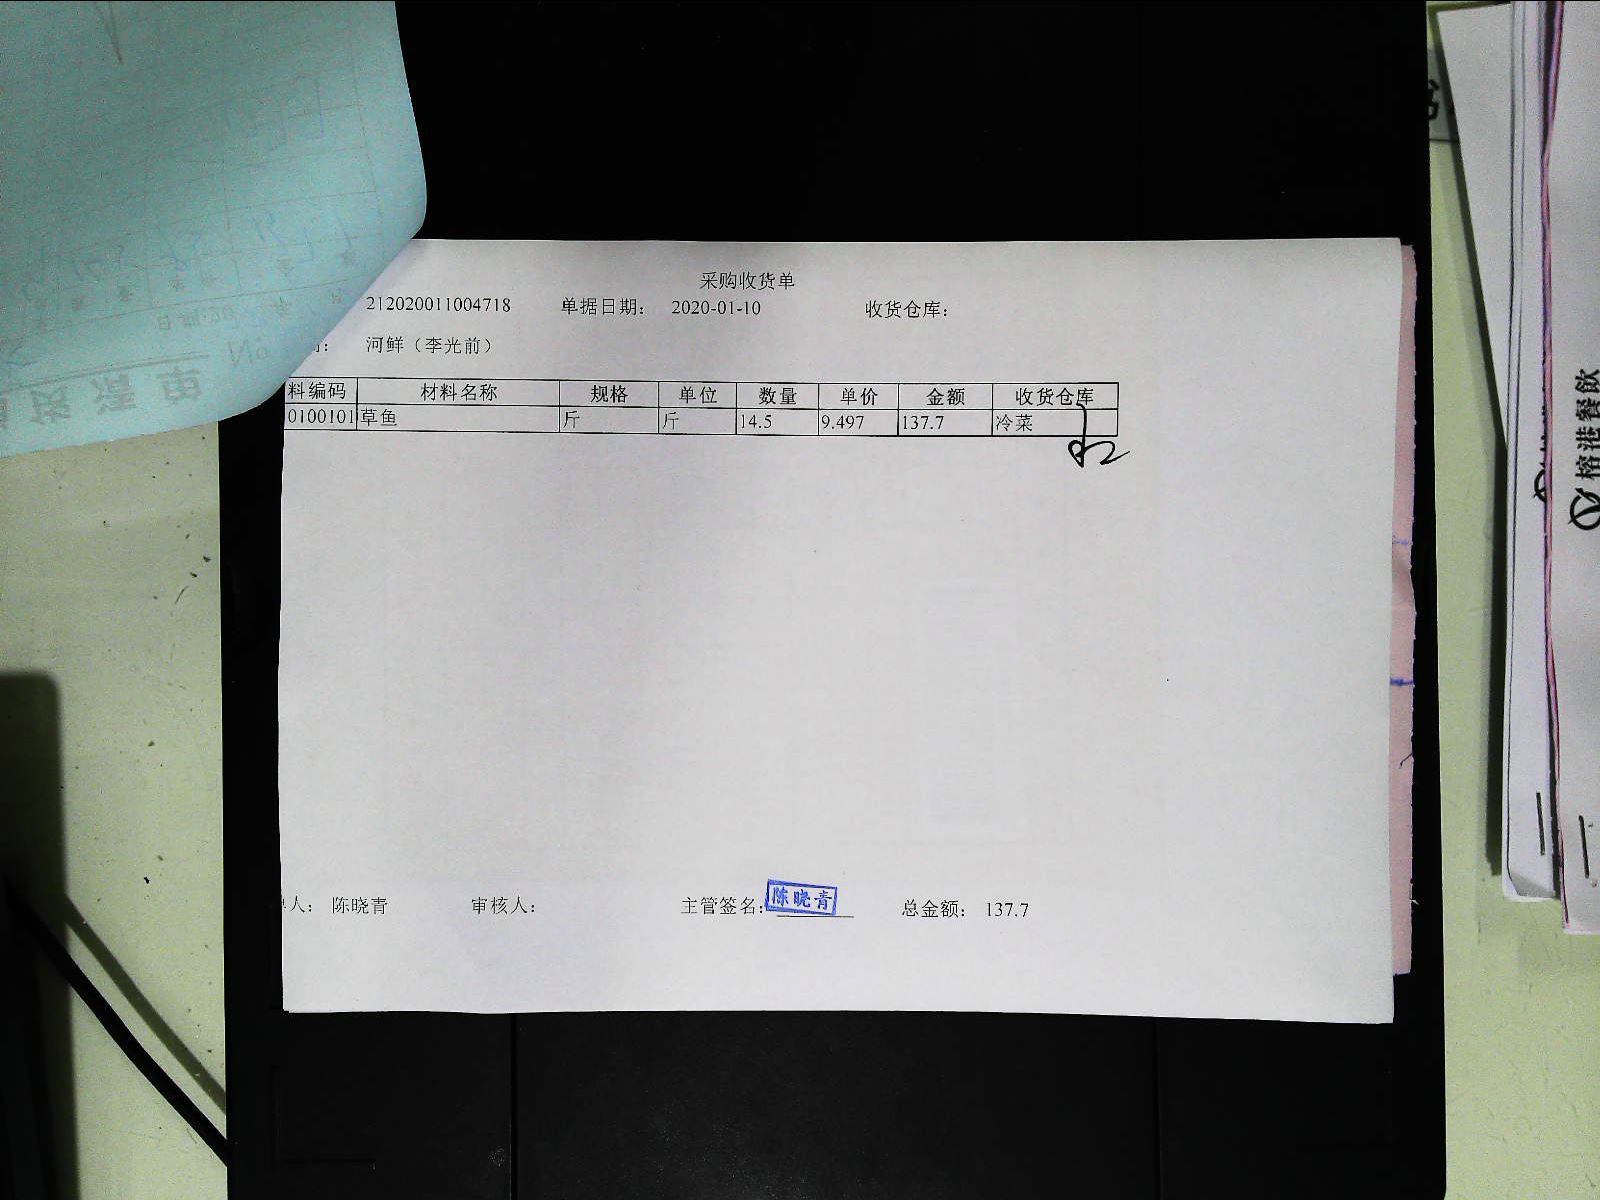 采购收货单
212020011004718 单据日期： 2020-01-10 收货仓库：
河鲜（李光前）
料编码 材料名称 规格 单位 数量 单价 金额 收货仓库
0100101 草鱼 斤 斤 14.5 9.497 137.7 冷菜
人： 陈晓青 审核人： 主管签名： 陈晓青 总金额： 137.7
榕港餐飲